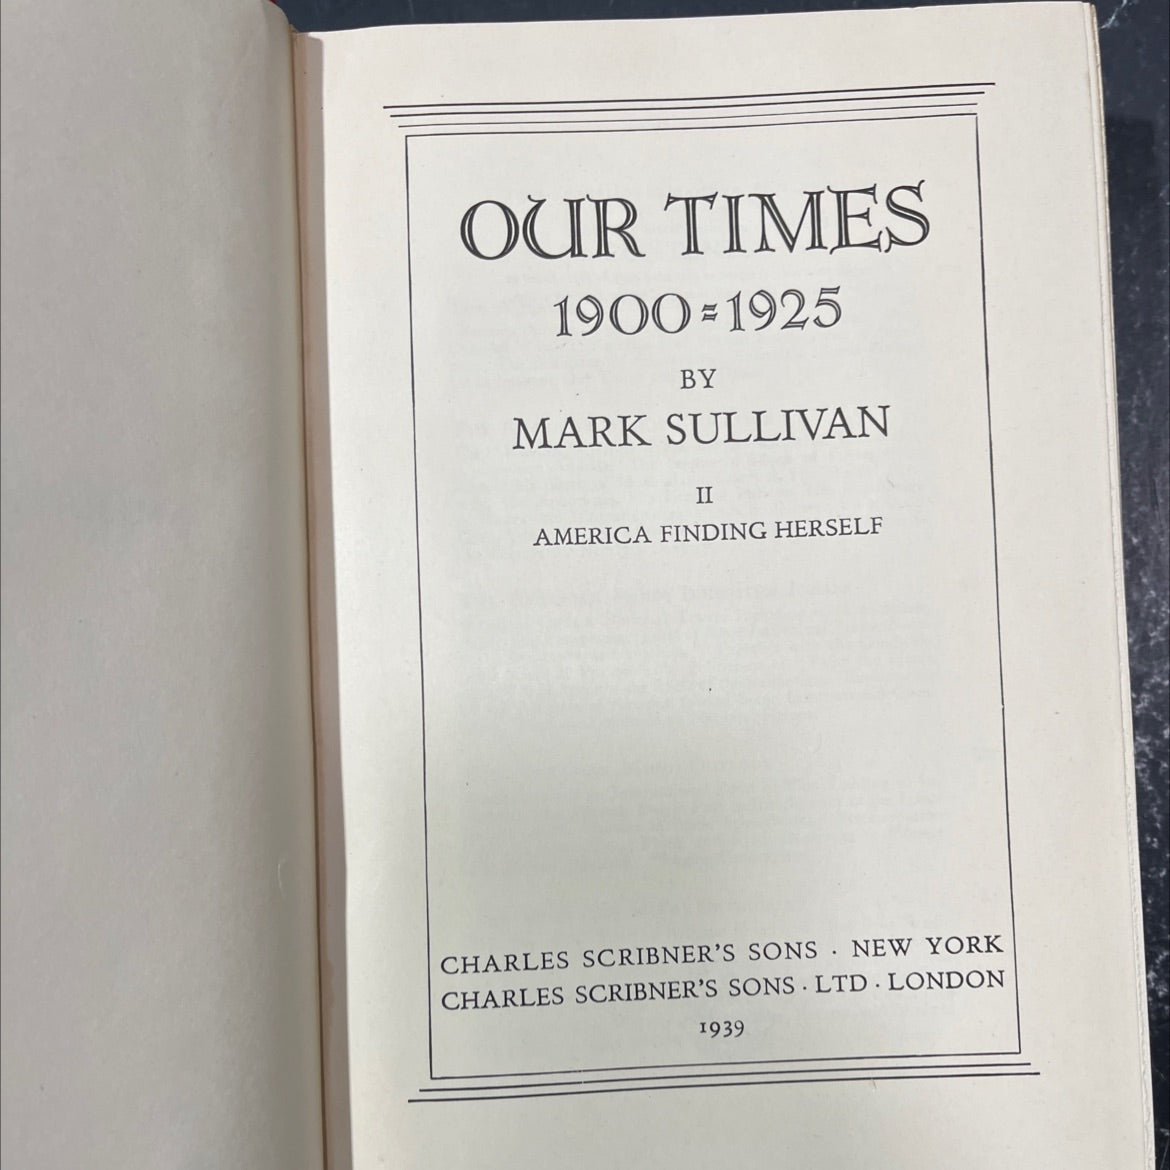 OUR TIMES
1900=1925
BY
MARK SULLIVAN
II
AMERICA FINDING HERSELF
CHARLES SCRIBNER'S SONS · NEW YORK
CHARLES SCRIBNER'S SONS · LTD · LONDON
1939